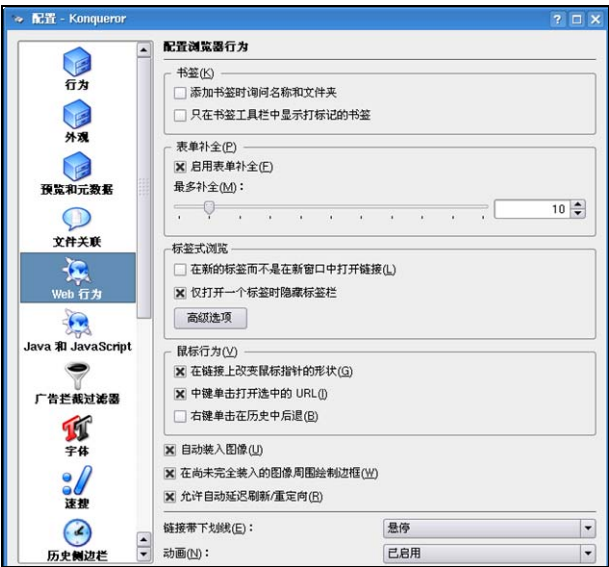 配置 - Konqueror
行为
外观
预览和元数据
文件关联
Web 行为
Java 和 JavaScript
广告拦截过滤器
字体
速搜
历史侧边栏
配置浏览器行为
书签(K)
添加书签时询问名称和文件夹
只在书签工具栏中显示打标记的书签
表单补全(P)
启用表单补全(F)
最多补全(M)：
10
标签式浏览
在新的标签而不是在新窗口中打开链接(L)
仅打开一个标签时隐藏标签栏
高级选项
鼠标行为(V)
在链接上改变鼠标指针的形状(G)
中键单击打开选中的 URL(I)
右键单击在历史中后退(B)
自动装入图像(U)
在尚未完全装入的图像周围绘制边框(W)
允许自动延迟刷新/重定向(R)
链接带下划线(E)：
悬停
动画(N)：
已启用